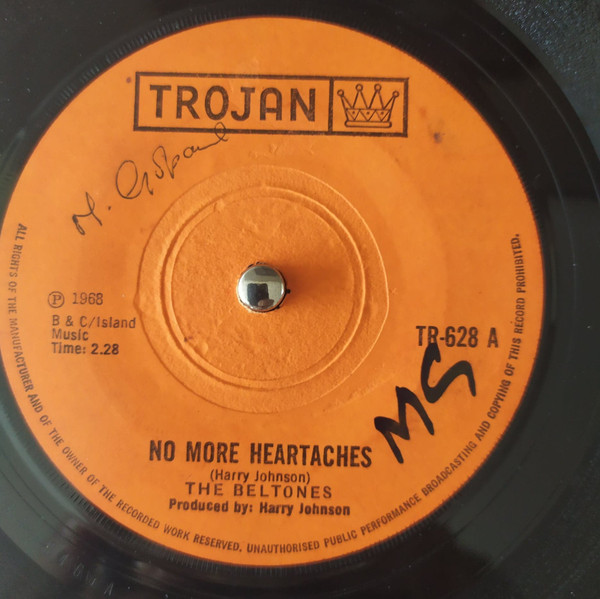 TROJAN
℗ 1968
B & C/Island
Music
Time: 2.28
TR-628 A
MG
NO MORE HEARTACHES
(Harry Johnson)
THE BELTONES
Produced by: Harry Johnson
ALL RIGHTS OF THE MANUFACTURER AND OF THE OWNER OF THE RECORDED WORK RESERVED. UNAUTHORISED PUBLIC PERFORMANCE BROADCASTING AND COPYING OF THIS RECORD PROHIBITED.